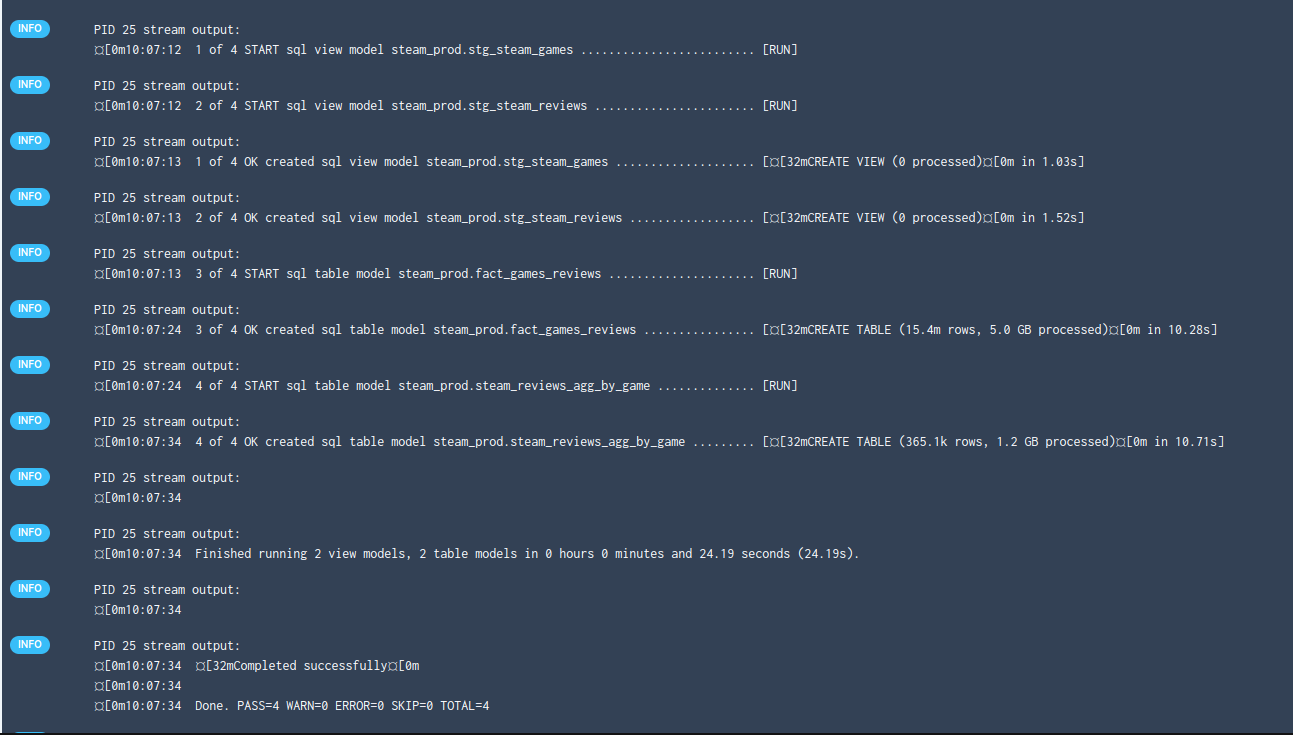 INFO PID 25 stream output:
¤[0m10:07:12  1 of 4 START sql view model steam_prod.stg_steam_games ......................... [RUN]
INFO PID 25 stream output:
¤[0m10:07:12  2 of 4 START sql view model steam_prod.stg_steam_reviews ....................... [RUN]
INFO PID 25 stream output:
¤[0m10:07:13  1 of 4 OK created sql view model steam_prod.stg_steam_games .................... [¤[32mCREATE VIEW (0 processed)¤[0m in 1.03s]
INFO PID 25 stream output:
¤[0m10:07:13  2 of 4 OK created sql view model steam_prod.stg_steam_reviews .................. [¤[32mCREATE VIEW (0 processed)¤[0m in 1.52s]
INFO PID 25 stream output:
¤[0m10:07:13  3 of 4 START sql table model steam_prod.fact_games_reviews ..................... [RUN]
INFO PID 25 stream output:
¤[0m10:07:24  3 of 4 OK created sql table model steam_prod.fact_games_reviews ................ [¤[32mCREATE TABLE (15.4m rows, 5.0 GB processed)¤[0m in 10.28s]
INFO PID 25 stream output:
¤[0m10:07:24  4 of 4 START sql table model steam_prod.steam_reviews_agg_by_game .............. [RUN]
INFO PID 25 stream output:
¤[0m10:07:34  4 of 4 OK created sql table model steam_prod.steam_reviews_agg_by_game ......... [¤[32mCREATE TABLE (365.1k rows, 1.2 GB processed)¤[0m in 10.71s]
INFO PID 25 stream output:
¤[0m10:07:34
INFO PID 25 stream output:
¤[0m10:07:34  Finished running 2 view models, 2 table models in 0 hours 0 minutes and 24.19 seconds (24.19s).
INFO PID 25 stream output:
¤[0m10:07:34
INFO PID 25 stream output:
¤[0m10:07:34  ¤[32mCompleted successfully¤[0m
¤[0m10:07:34
¤[0m10:07:34  Done. PASS=4 WARN=0 ERROR=0 SKIP=0 TOTAL=4